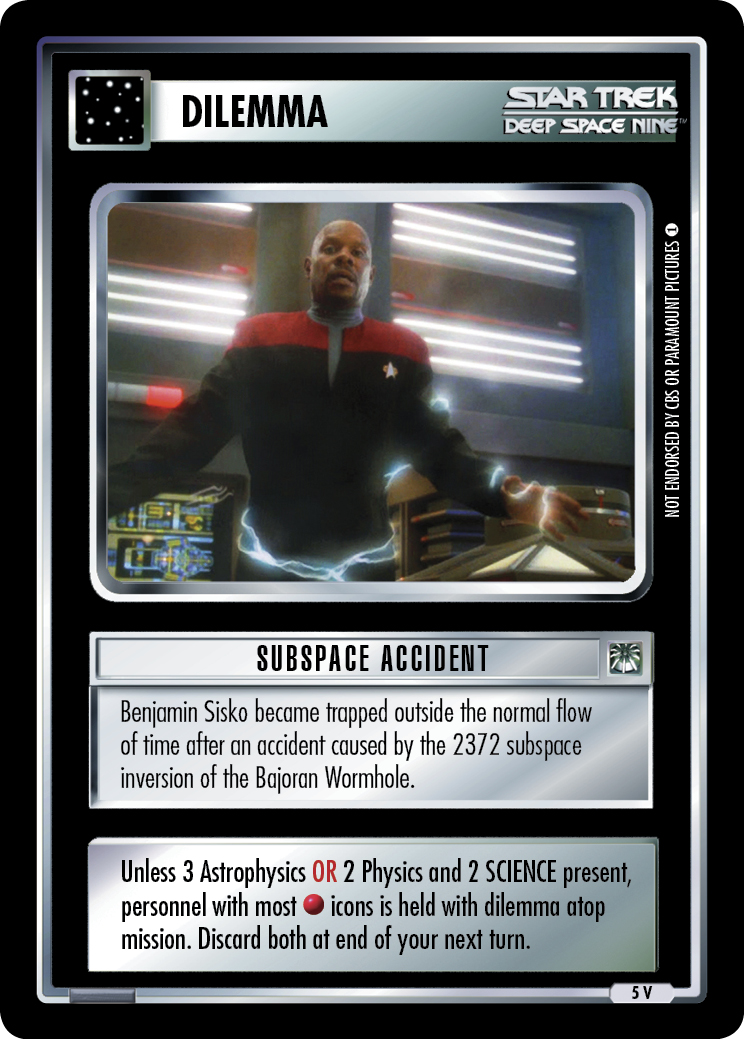 DILEMMA
STAR TREK
DEEP SPACE NINE™
NOT ENDORSED BY CBS OR PARAMOUNT PICTURES 1
SUBSPACE ACCIDENT
Benjamin Sisko became trapped outside the normal flow
of time after an accident caused by the 2372 subspace
inversion of the Bajoran Wormhole.
Unless 3 Astrophysics OR 2 Physics and 2 SCIENCE present,
personnel with most icons is held with dilemma atop
mission. Discard both at end of your next turn.
5 V